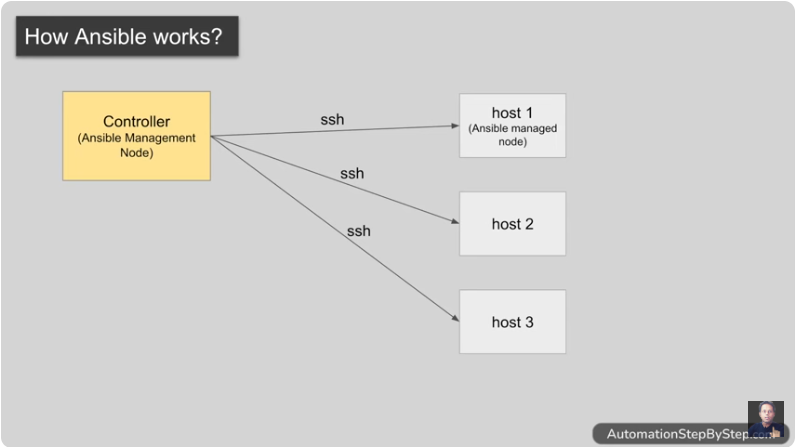 How Ansible works?
Controller
(Ansible Management
Node)
ssh
ssh
ssh
host 1
(Ansible managed
node)
host 2
host 3
AutomationStepByStep.com